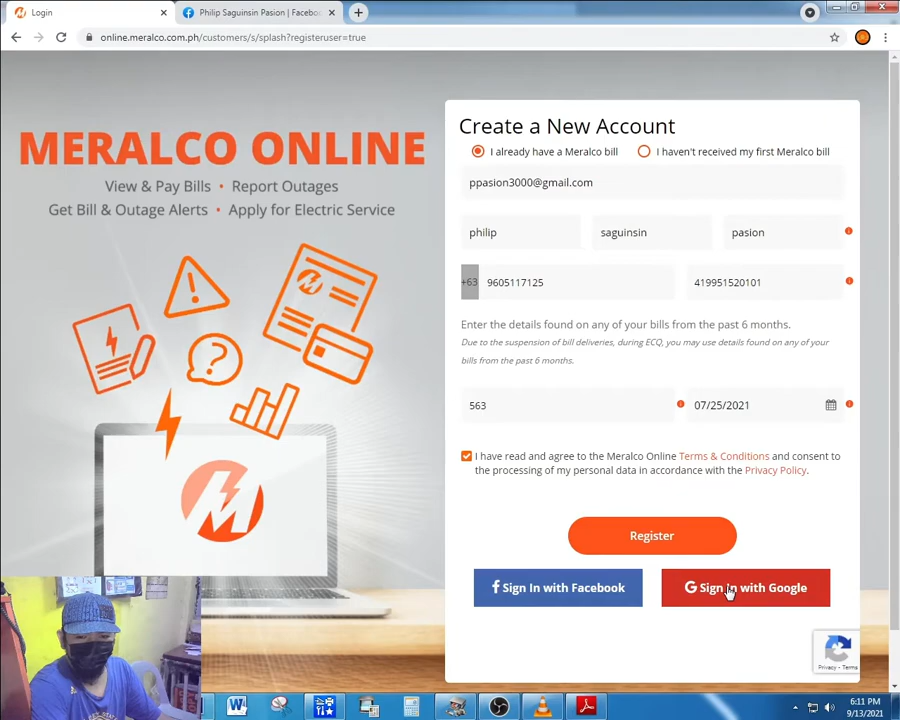 Login
Philip Saguinsin Pasion | Faceboo
online.meralco.com.ph/customers/s/splash?registeruser=true
MERALCO ONLINE
View & Pay Bills • Report Outages
Get Bill & Outage Alerts • Apply for Electric Service
Create a New Account
I already have a Meralco bill
I haven't received my first Meralco bill
ppasion3000@gmail.com
philip saguinsin pasion
+63 9605117125 419951520101
Enter the details found on any of your bills from the past 6 months.
Due to the suspension of bill deliveries, during ECQ, you may use details found on any of your
bills from the past 6 months.
563 07/25/2021
I have read and agree to the Meralco Online Terms & Conditions and consent to
the processing of my personal data in accordance with the Privacy Policy.
Register
Sign In with Facebook
Sign In with Google
Privacy - Terms
6:11 PM
9/13/2021